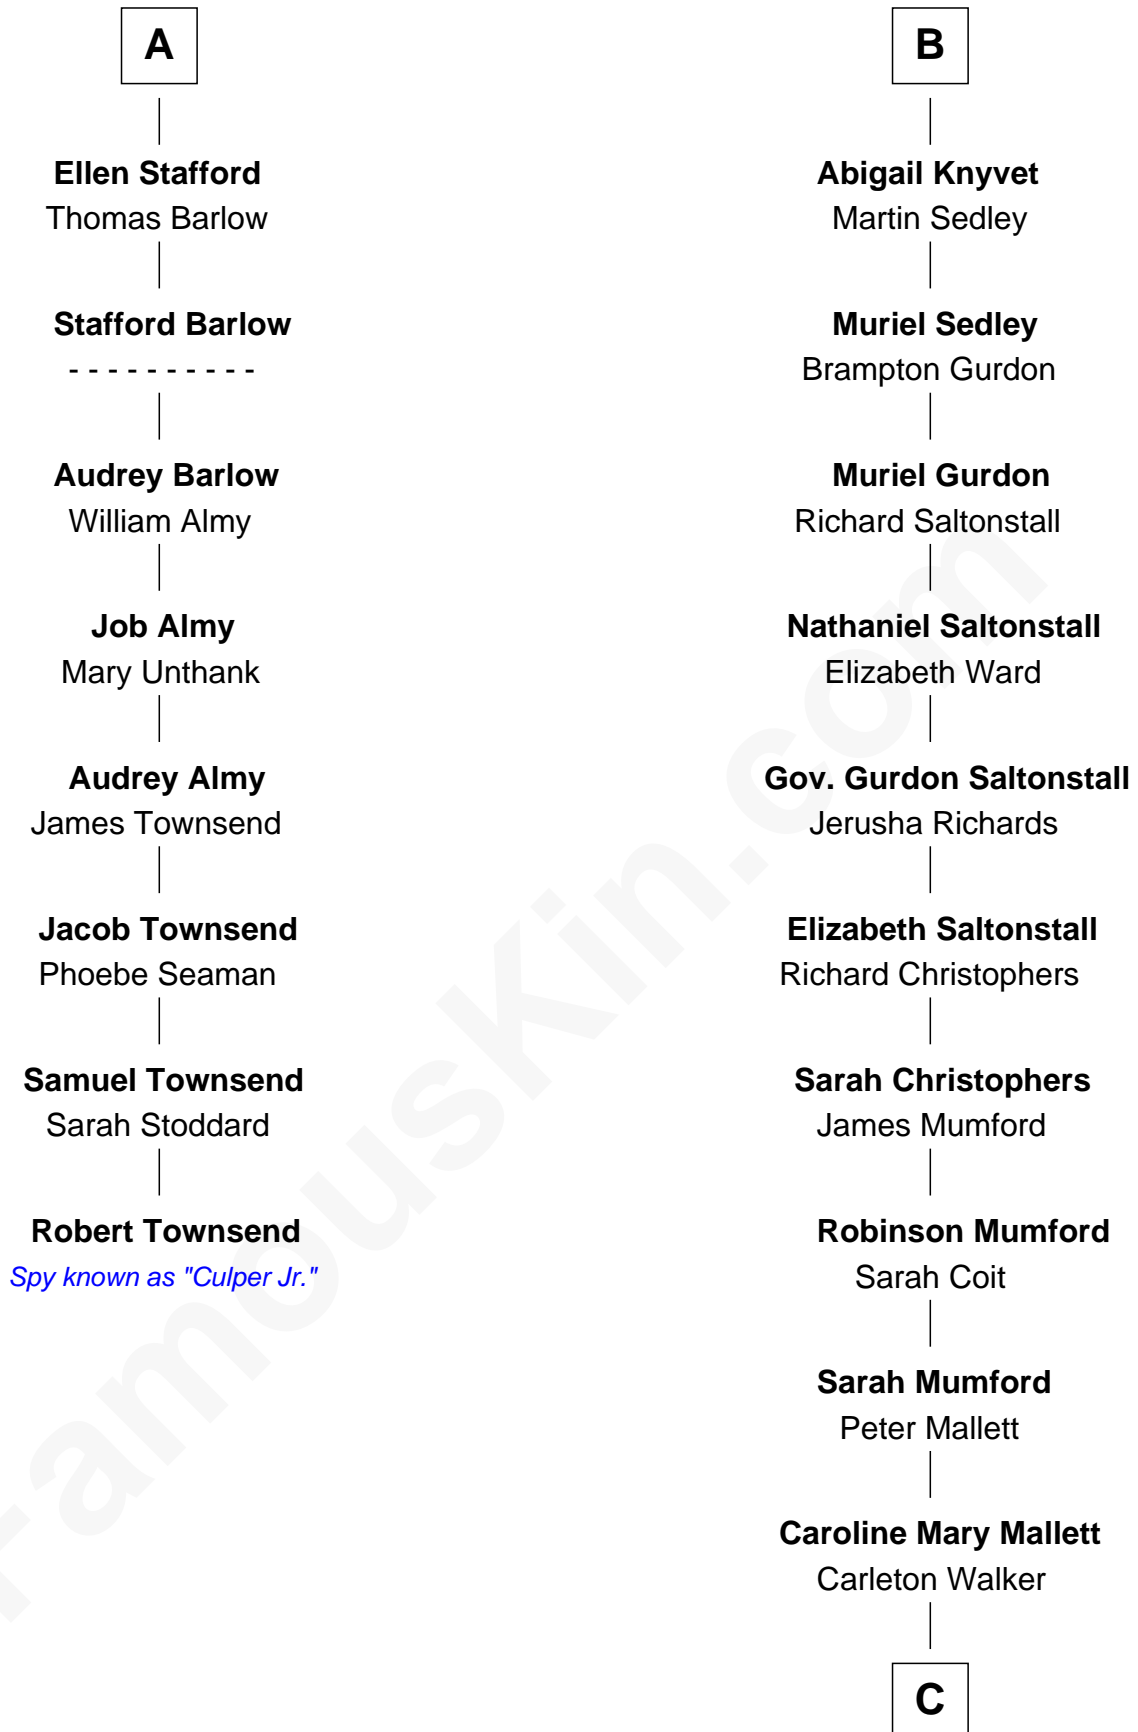 A
Ellen Stafford
Thomas Barlow
Stafford Barlow
- - - - - - - - - -
Audrey Barlow
William Almy
Job Almy
Mary Unthank
Audrey Almy
James Townsend
Jacob Townsend
Phoebe Seaman
Samuel Townsend
Sarah Stoddard
Robert Townsend
Spy known as "Culper Jr."
B
Abigail Knyvet
Martin Sedley
Muriel Sedley
Brampton Gurdon
Muriel Gurdon
Richard Saltonstall
Nathaniel Saltonstall
Elizabeth Ward
Gov. Gurdon Saltonstall
Jerusha Richards
Elizabeth Saltonstall
Richard Christophers
Sarah Christophers
James Mumford
Robinson Mumford
Sarah Coit
Sarah Mumford
Peter Mallett
Caroline Mary Mallett
Carleton Walker
C
FamousKin.com